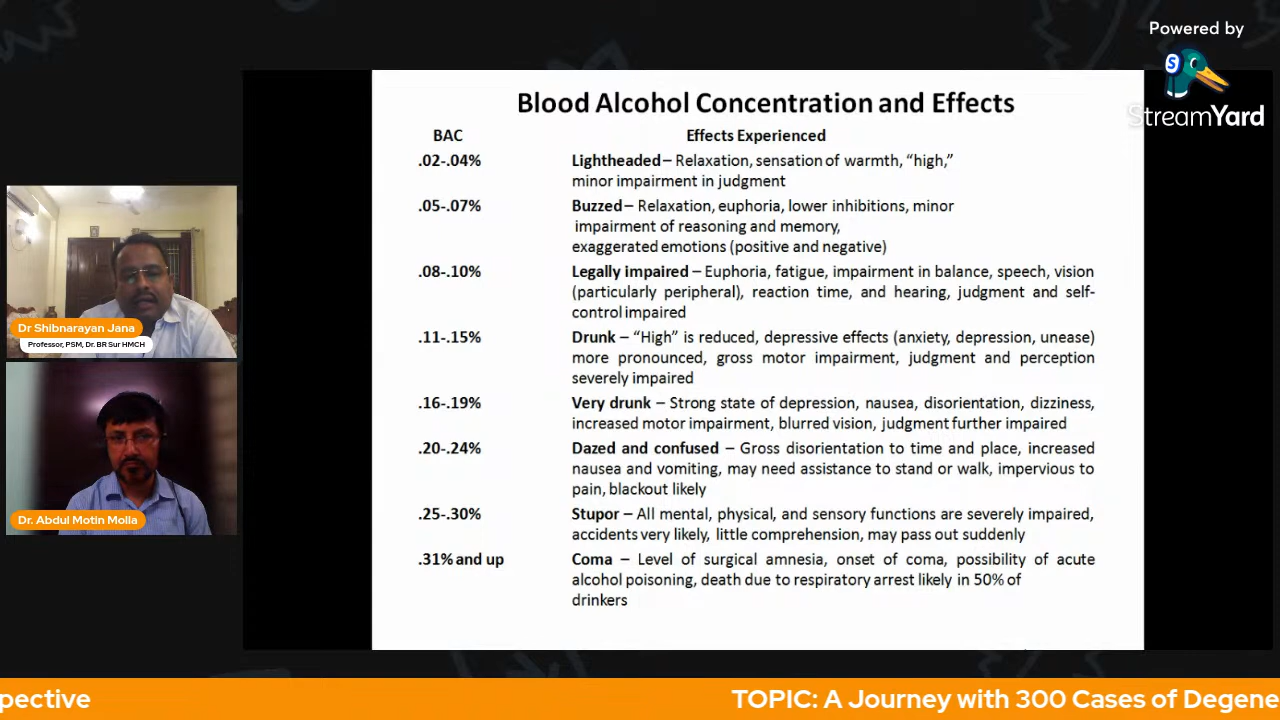 Powered by
StreamYard
Blood Alcohol Concentration and Effects
BAC
Effects Experienced
.02-.04%
Lightheaded – Relaxation, sensation of warmth, “high,”
minor impairment in judgment
.05-.07%
Buzzed – Relaxation, euphoria, lower inhibitions, minor
impairment of reasoning and memory,
exaggerated emotions (positive and negative)
.08-.10%
Legally impaired – Euphoria, fatigue, impairment in balance, speech, vision
(particularly peripheral), reaction time, and hearing, judgment and self-
control impaired
.11-.15%
Drunk – “High” is reduced, depressive effects (anxiety, depression, unease)
more pronounced, gross motor impairment, judgment and perception
severely impaired
.16-.19%
Very drunk – Strong state of depression, nausea, disorientation, dizziness,
increased motor impairment, blurred vision, judgment further impaired
.20-.24%
Dazed and confused – Gross disorientation to time and place, increased
nausea and vomiting, may need assistance to stand or walk, impervious to
pain, blackout likely
.25-.30%
Stupor – All mental, physical, and sensory functions are severely impaired,
accidents very likely, little comprehension, may pass out suddenly
.31% and up
Coma – Level of surgical amnesia, onset of coma, possibility of acute
alcohol poisoning, death due to respiratory arrest likely in 50% of
drinkers
Dr Shibnarayan Jana
Professor, PSM, Dr. BR Sur HMCH
Dr. Abdul Motin Molla
pective
TOPIC: A Journey with 300 Cases of Degene